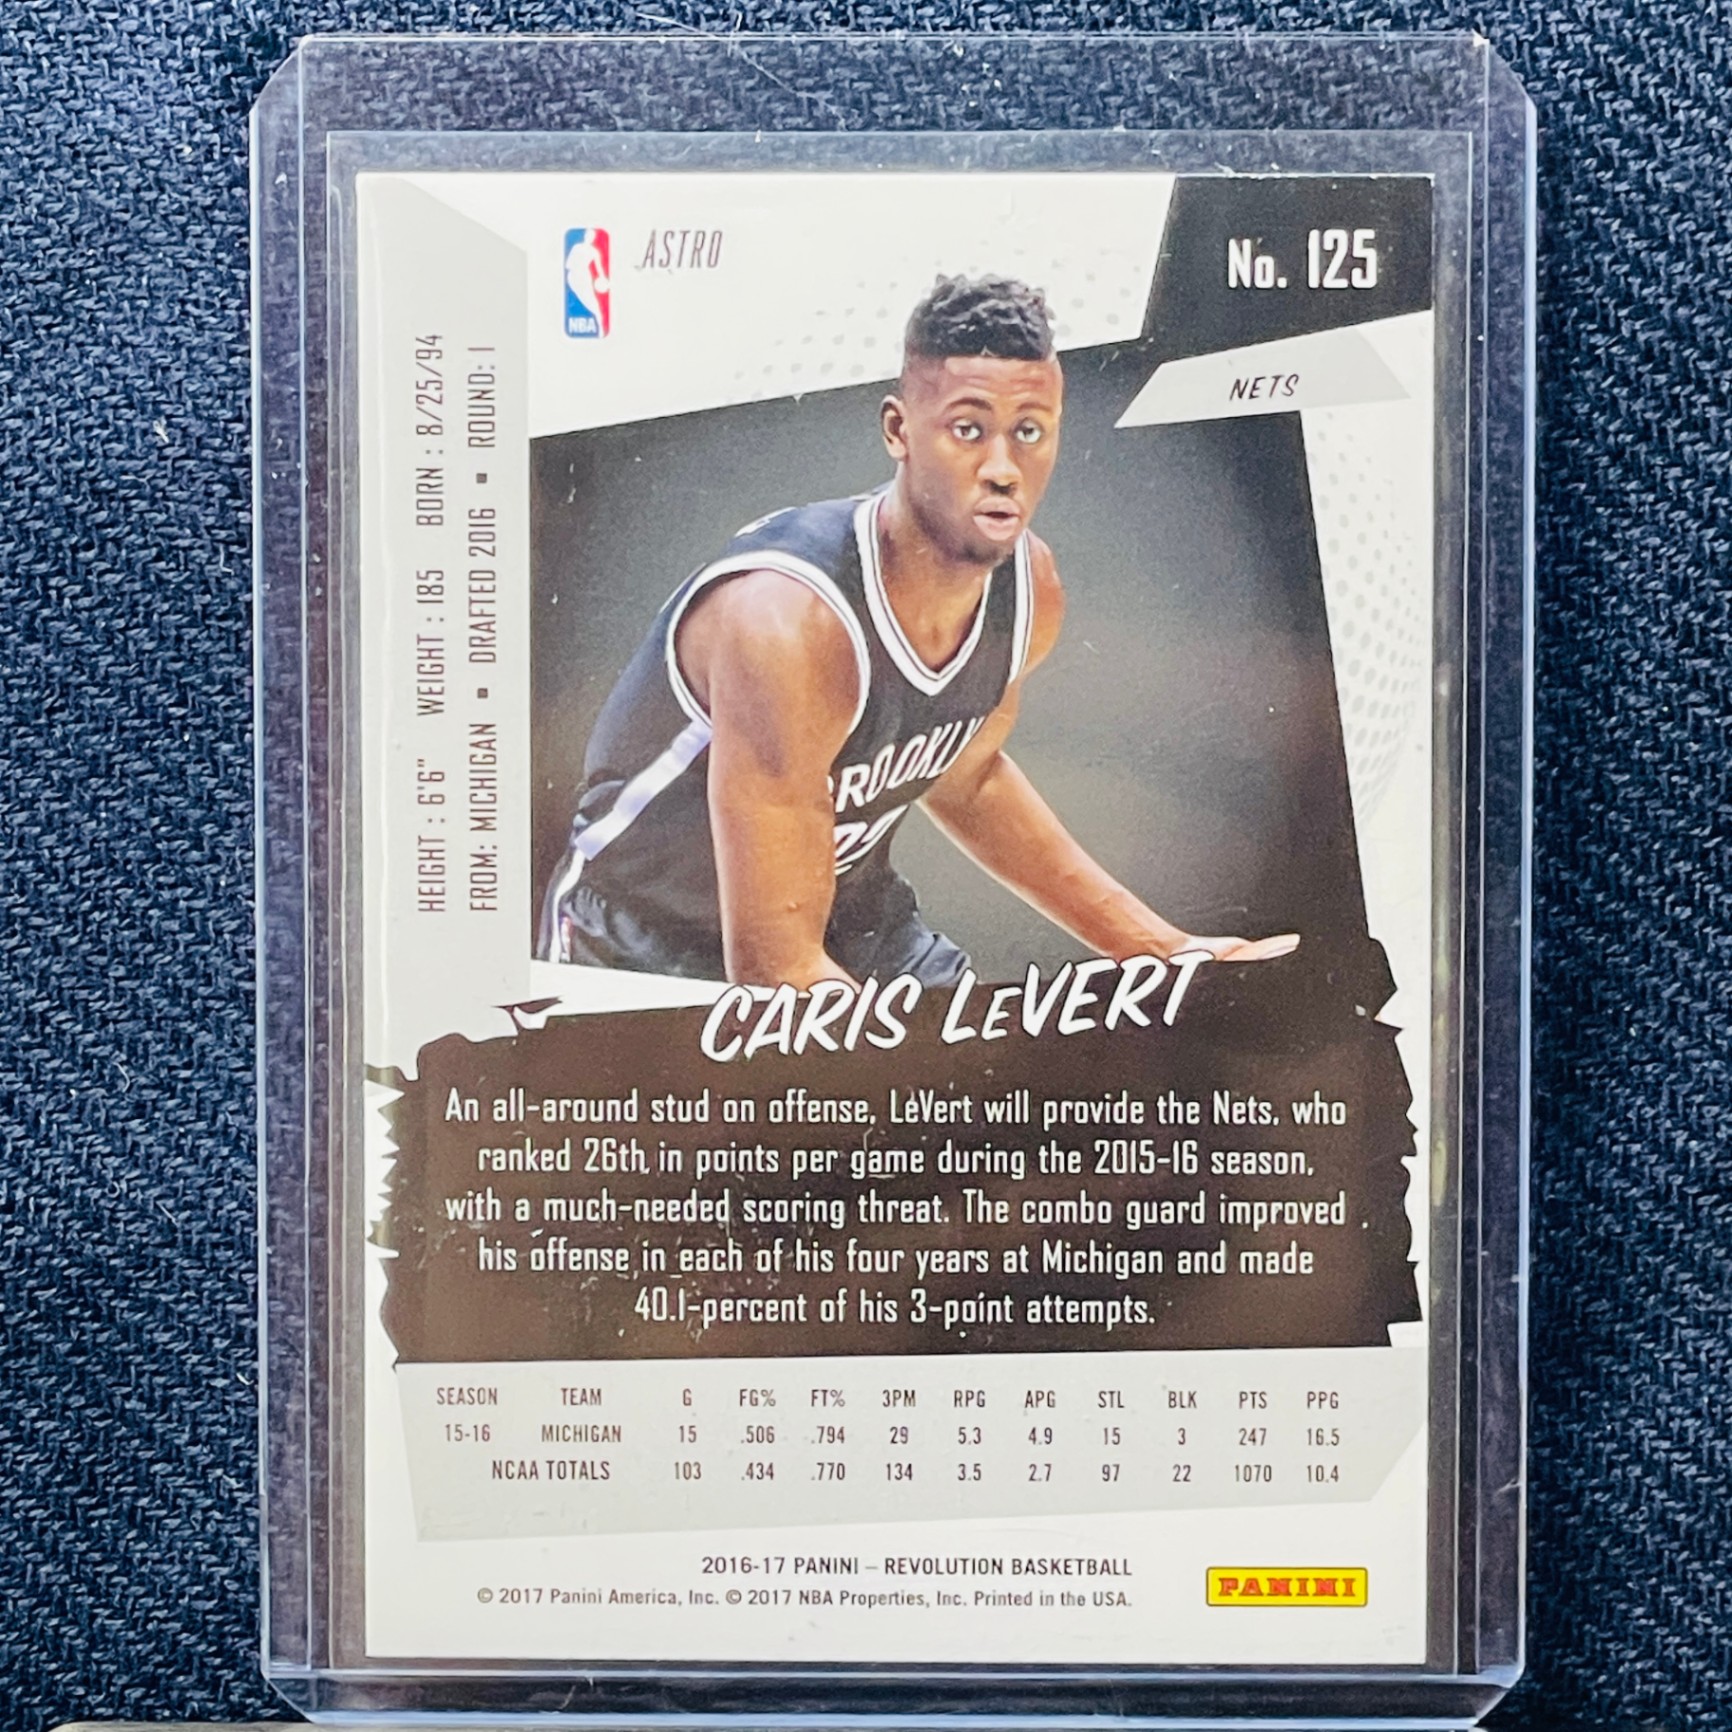 NBA
ASTRO
No. 125
NETS
HEIGHT : 6'6" WEIGHT : 185 BORN : 8/25/94
FROM: MICHIGAN ▪ DRAFTED 2016 ▪ ROUND: 1
BROOKLYN
CARIS LeVERT
An all-around stud on offense, LeVert will provide the Nets, who
ranked 26th in points per game during the 2015-16 season,
with a much-needed scoring threat. The combo guard improved
his offense in each of his four years at Michigan and made
40.1-percent of his 3-point attempts.
SEASON TEAM G FG% FT% 3PM RPG APG STL BLK PTS PPG
15-16 MICHIGAN 15 .506 .794 29 5.3 4.9 15 3 247 16.5
NCAA TOTALS 103 .434 .770 134 3.5 2.7 97 22 1070 10.4
2016-17 PANINI – REVOLUTION BASKETBALL
© 2017 Panini America, Inc. © 2017 NBA Properties, Inc. Printed in the USA.
PANINI